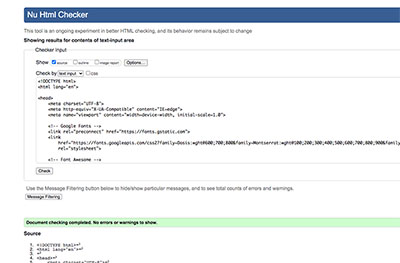 Nu Html Checker
This tool is an ongoing experiment in better HTML checking, and its behavior remains subject to change
Showing results for contents of text-input area
Checker Input
Show source outline image report Options...
Check by text input css
<!DOCTYPE html>
<html lang="en">
<head>
<meta charset="UTF-8">
<meta http-equiv="X-UA-Compatible" content="IE=edge">
<meta name="viewport" content="width=device-width, initial-scale=1.0">
<!-- Google Fonts -->
<link rel="preconnect" href="https://fonts.gstatic.com">
<link
href="https://fonts.googleapis.com/css2?family=Dosis:wght@600;700;800&family=Montserrat:wght@100;200;300;400;500;600;700;800;900&family
rel="stylesheet">
<!-- Font Awesome -->
Check
Use the Message Filtering button below to hide/show particular messages, and to see total counts of errors and warnings.
Message Filtering
Document checking completed. No errors or warnings to show.
Source
1. <!DOCTYPE html>↩
2. <html lang="en">↩
3. ↩
4. <head>↩
5. <meta charset="UTF-8">↩